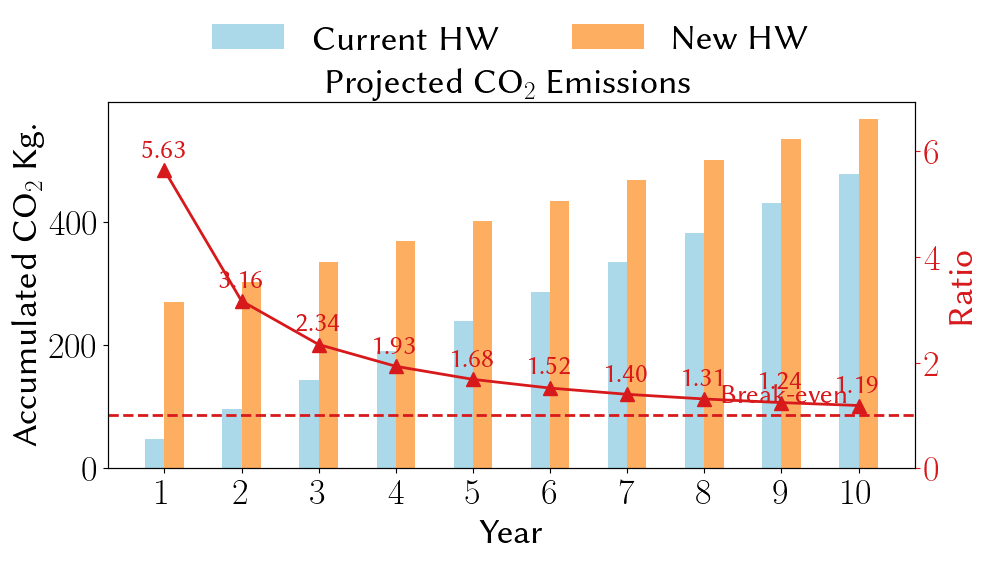 Current HW New HW
Projected CO₂ Emissions
Accumulated CO₂ Kg.
0
200
400
5.63
3.16
2.34
1.93
1.68
1.52
1.40
1.31
1.24
1.19
Break-even
6
4
2
0
Ratio
1 2 3 4 5 6 7 8 9 10
Year